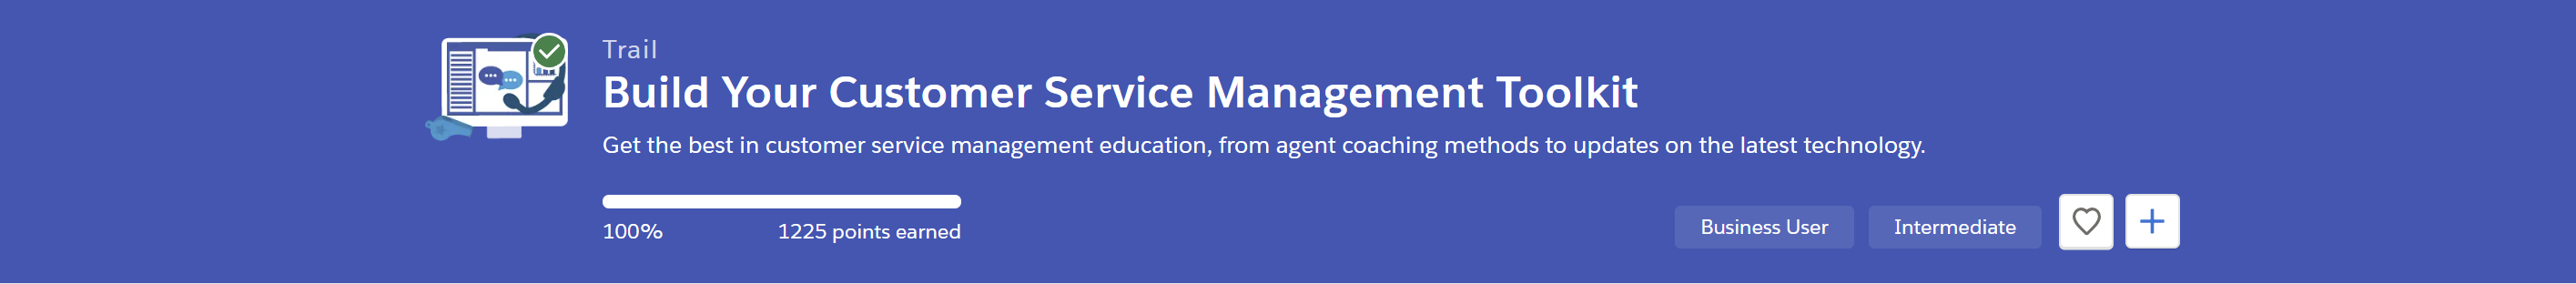 Trail
Build Your Customer Service Management Toolkit
Get the best in customer service management education, from agent coaching methods to updates on the latest technology.
100% 1225 points earned
Business User Intermediate